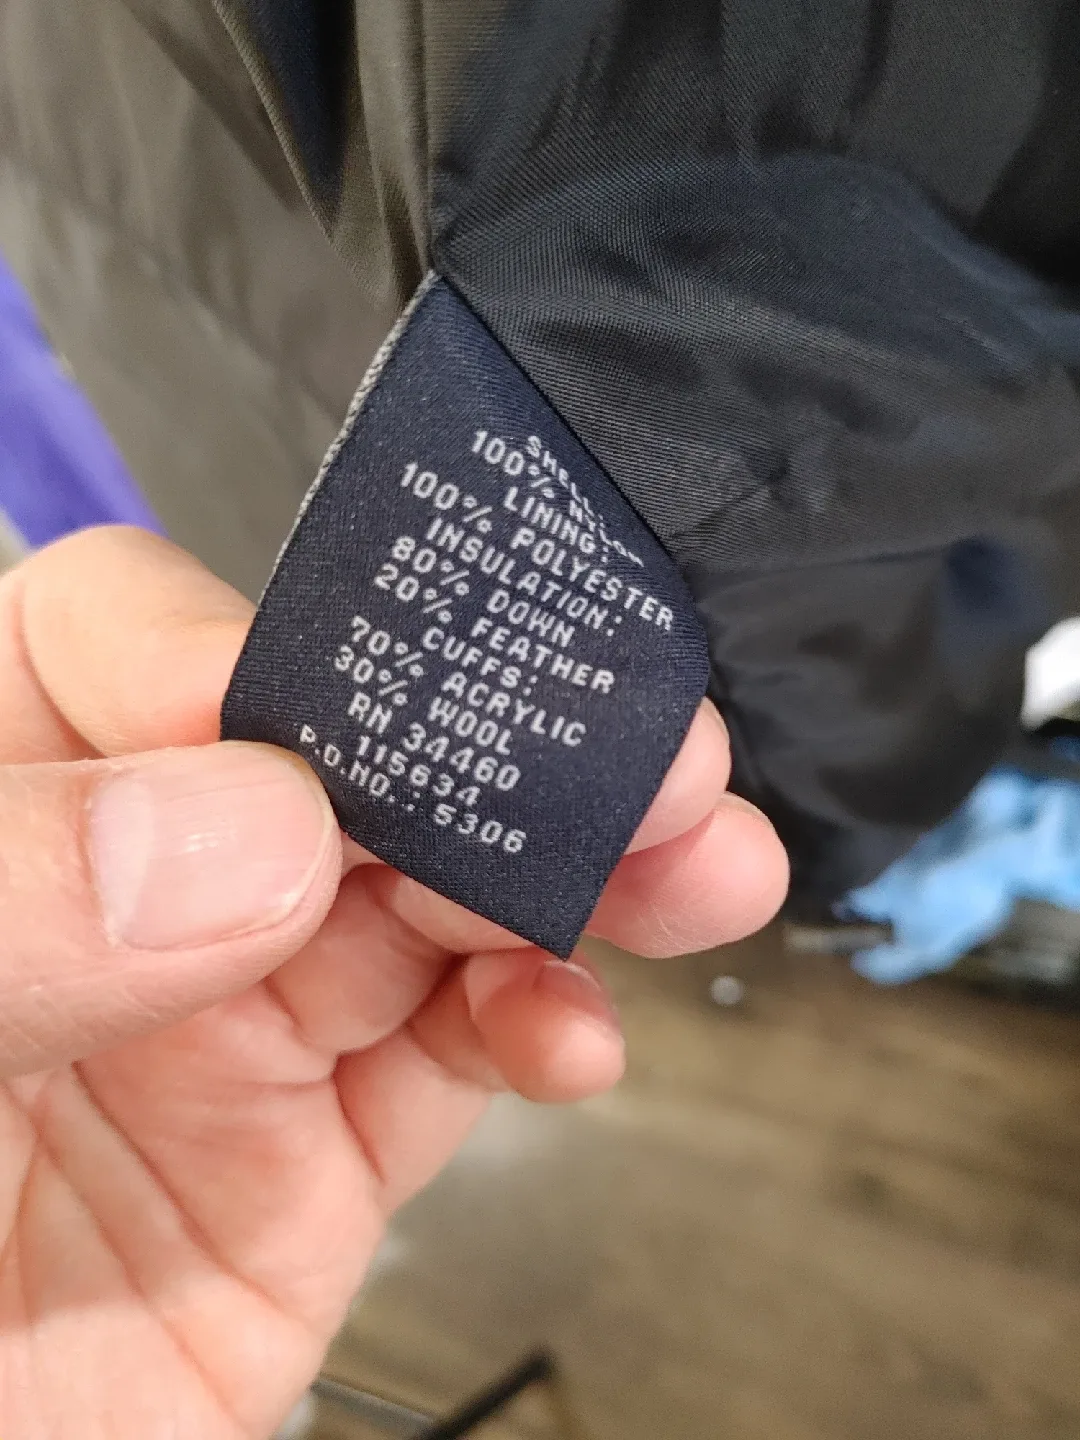 SHELL:
100% NYLON
LINING:
100% POLYESTER
INSULATION:
80% DOWN
20% FEATHER
CUFFS:
70% ACRYLIC
30% WOOL
RN 34460
115634
P.O.NO.: 5306